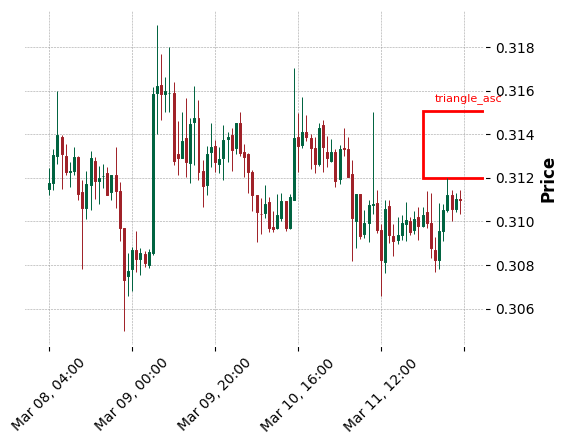 0.318
0.316
triangle_asc
0.314
0.312
0.310
0.308
0.306
Price
Mar 08, 04:00
Mar 09, 00:00
Mar 09, 20:00
Mar 10, 16:00
Mar 11, 12:00